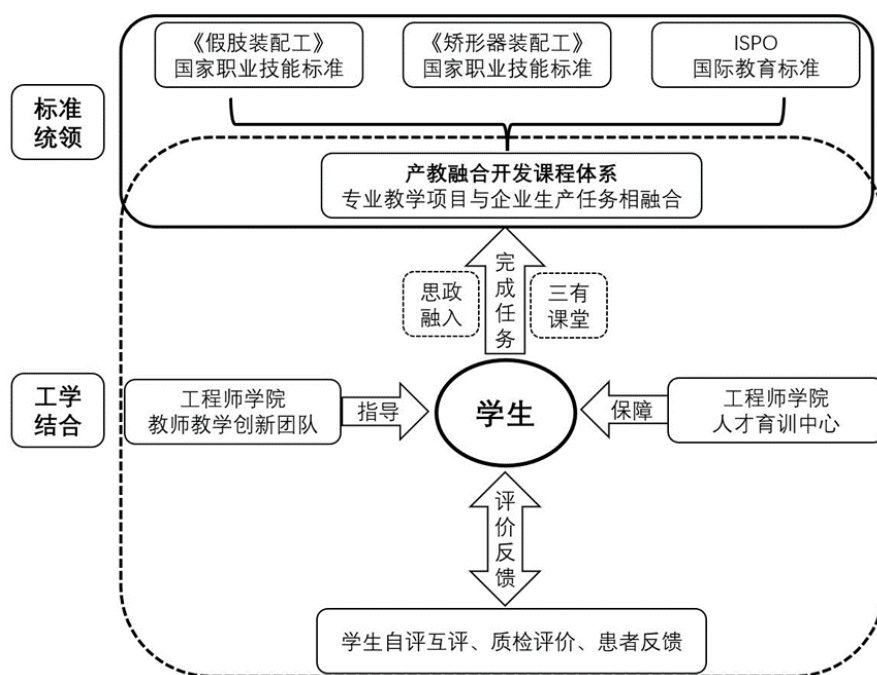 《假肢装配工》
国家职业技能标准
《矫形器装配工》
国家职业技能标准
ISPO
国际教育标准
标准
统领
产教融合开发课程体系
专业教学项目与企业生产任务相融合
思政
融入
完成任务
三有
课堂
工学
结合
工程师学院
教师教学创新团队
指导
学生
保障
工程师学院
人才育训中心
评价反馈
学生自评互评、质检评价、患者反馈